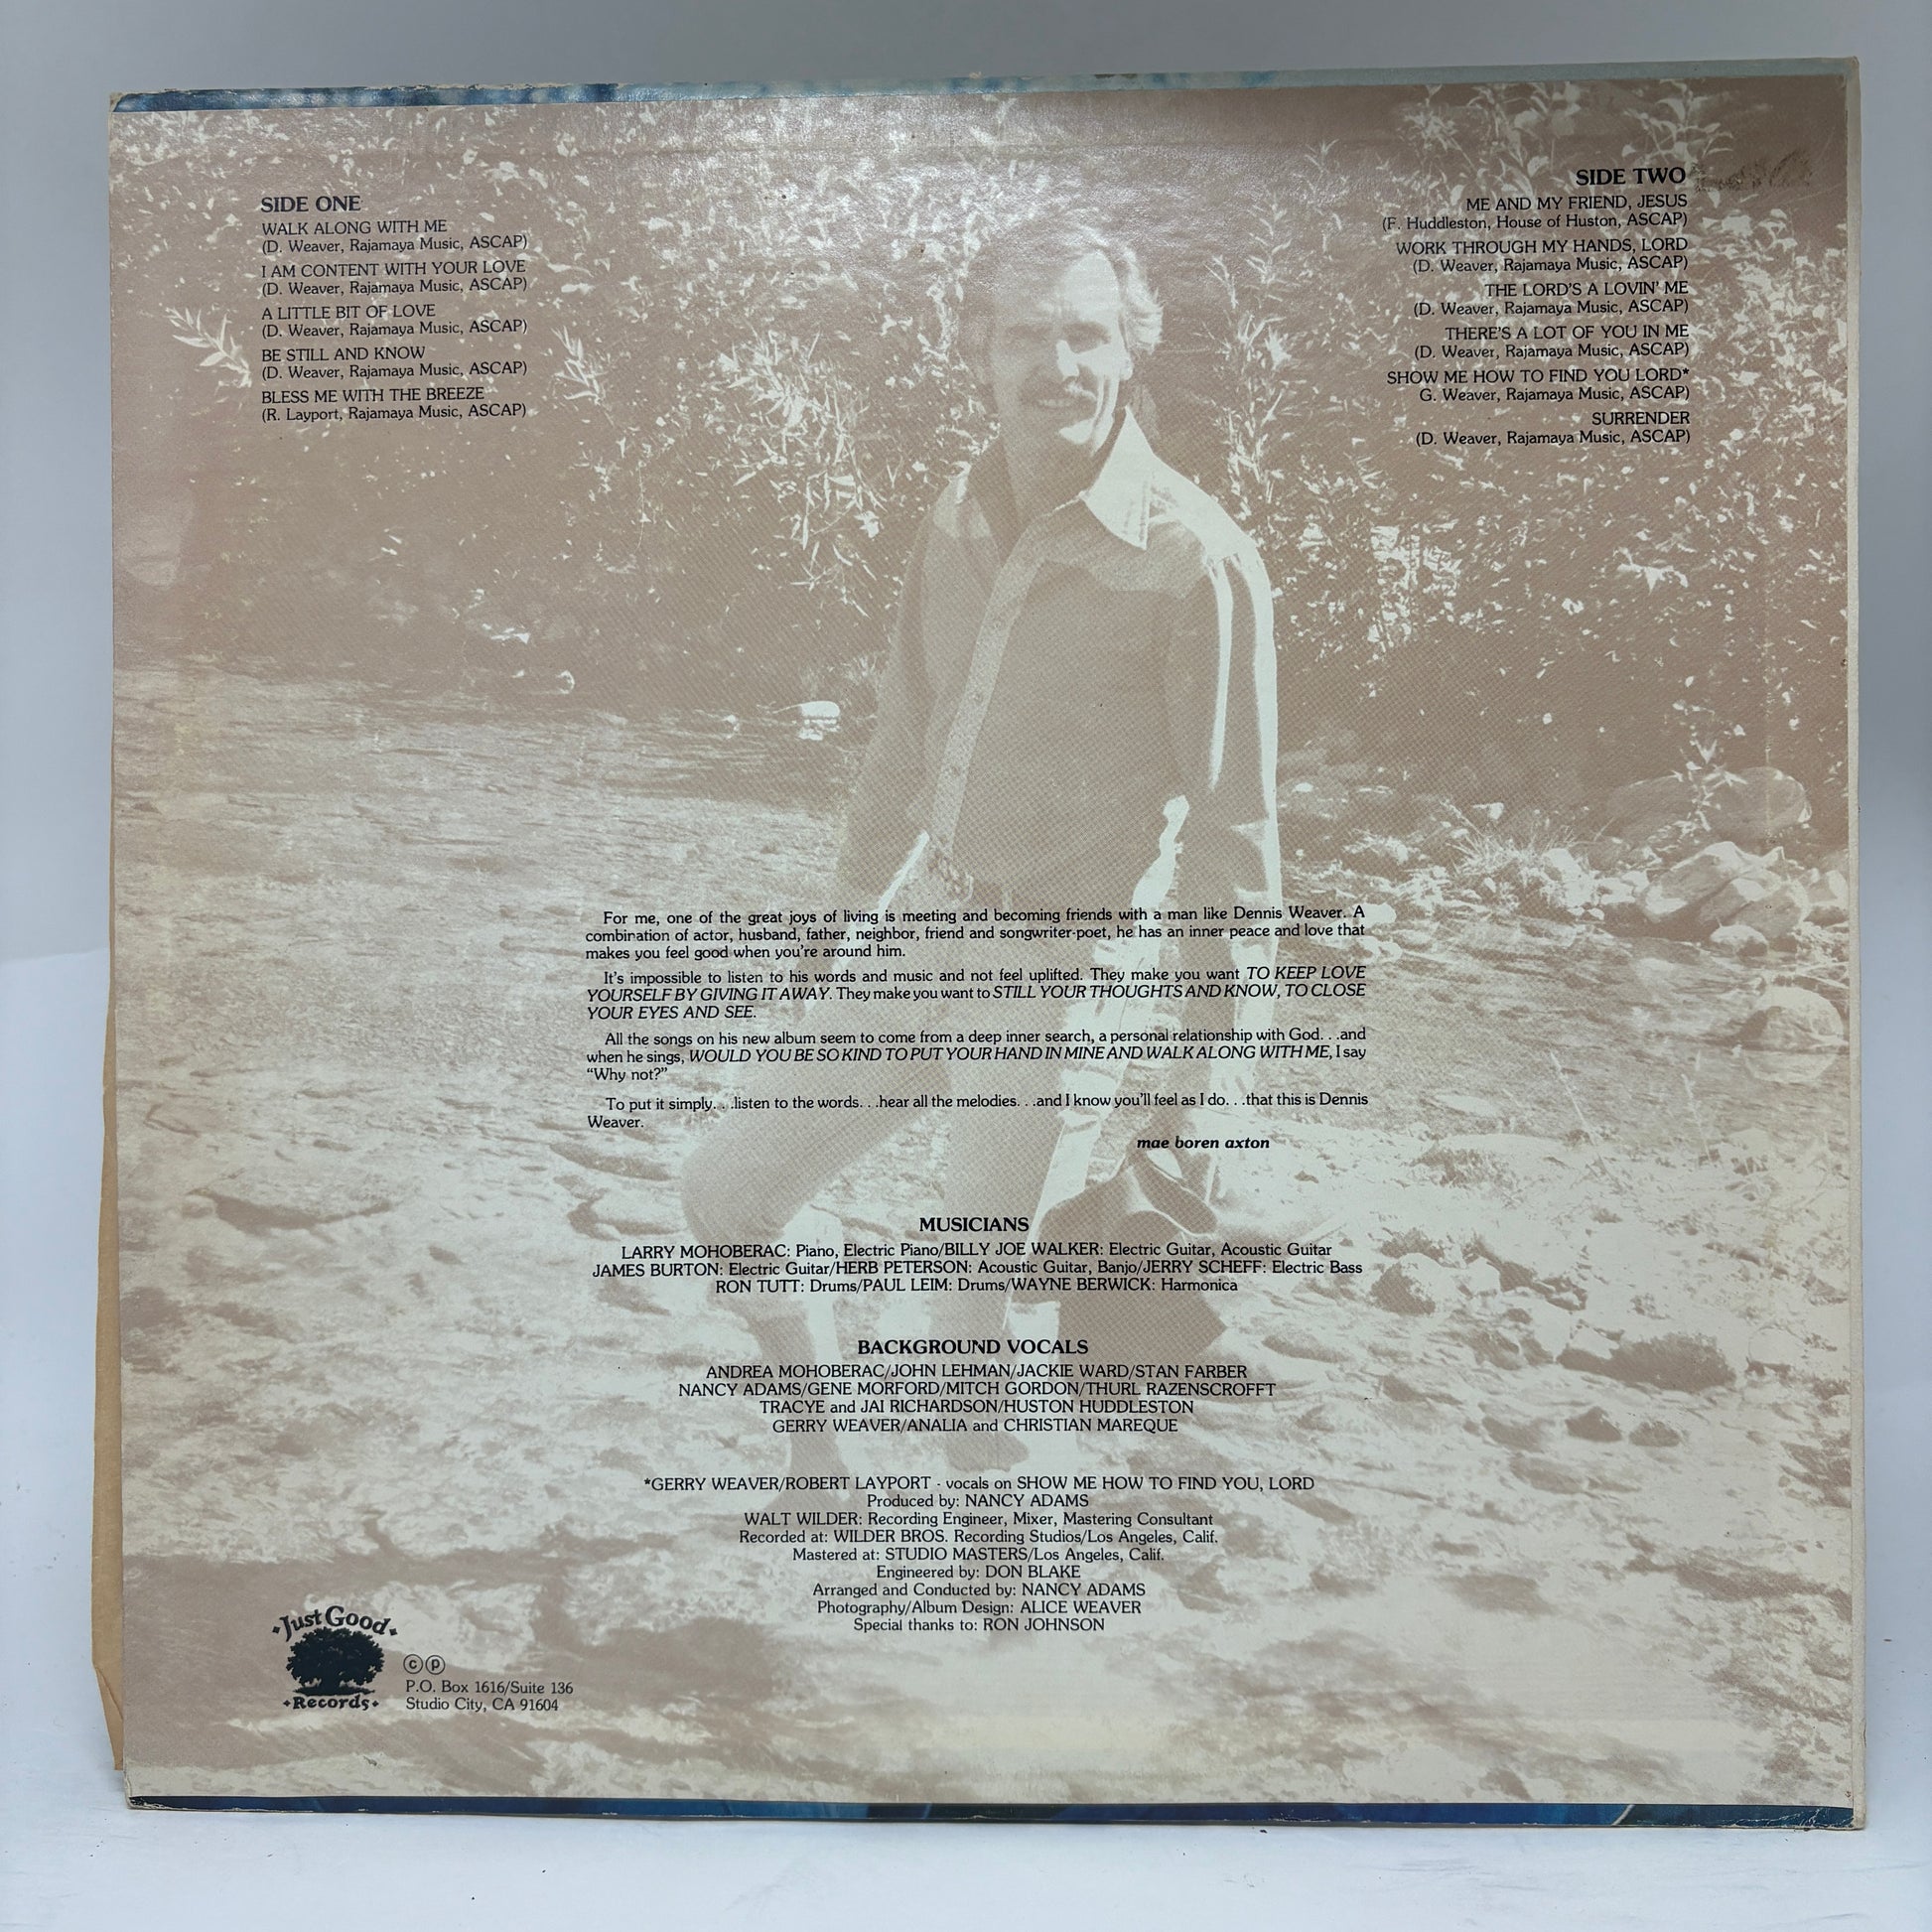 SIDE ONE
WALK ALONG WITH ME
(D. Weaver, Rajamaya Music, ASCAP)
I AM CONTENT WITH YOUR LOVE
(D. Weaver, Rajamaya Music, ASCAP)
A LITTLE BIT OF LOVE
(D. Weaver, Rajamaya Music, ASCAP)
BE STILL AND KNOW
(D. Weaver, Rajamaya Music, ASCAP)
BLESS ME WITH THE BREEZE
(R. Layport, Rajamaya Music, ASCAP)
SIDE TWO
ME AND MY FRIEND, JESUS
(F. Huddleston, House of Huston, ASCAP)
WORK THROUGH MY HANDS, LORD
(D. Weaver, Rajamaya Music, ASCAP)
THE LORD'S A LOVIN' ME
(D. Weaver, Rajamaya Music, ASCAP)
THERE'S A LOT OF YOU IN ME
(D. Weaver, Rajamaya Music, ASCAP)
SHOW ME HOW TO FIND YOU LORD*
G. Weaver, Rajamaya Music, ASCAP)
SURRENDER
(D. Weaver, Rajamaya Music, ASCAP)
For me, one of the great joys of living is meeting and becoming friends with a man like Dennis Weaver. A
combination of actor, husband, father, neighbor, friend and songwriter-poet, he has an inner peace and love that
makes you feel good when you're around him.
It's impossible to listen to his words and music and not feel uplifted. They make you want TO KEEP LOVE
YOURSELF BY GIVING IT AWAY. They make you want to STILL YOUR THOUGHTS AND KNOW, TO CLOSE
YOUR EYES AND SEE.
All the songs on his new album seem to come from a deep inner search, a personal relationship with God. . .and
when he sings, WOULD YOU BE SO KIND TO PUT YOUR HAND IN MINE AND WALK ALONG WITH ME, I say
“Why not?”
To put it simply. . .listen to the words. . .hear all the melodies. . .and I know you'll feel as I do. . .that this is Dennis
Weaver.
mae boren axton
MUSICIANS
LARRY MOHOBERAC: Piano, Electric Piano/BILLY JOE WALKER: Electric Guitar, Acoustic Guitar
JAMES BURTON: Electric Guitar/HERB PETERSON: Acoustic Guitar, Banjo/JERRY SCHEFF: Electric Bass
RON TUTT: Drums/PAUL LEIM: Drums/WAYNE BERWICK: Harmonica
BACKGROUND VOCALS
ANDREA MOHOBERAC/JOHN LEHMAN/JACKIE WARD/STAN FARBER
NANCY ADAMS/GENE MORFORD/MITCH GORDON/THURL RAZENSCROFFT
TRACYE and JAI RICHARDSON/HUSTON HUDDLESTON
GERRY WEAVER/ANALIA and CHRISTIAN MAREQUE
*GERRY WEAVER/ROBERT LAYPORT - vocals on SHOW ME HOW TO FIND YOU, LORD
Produced by: NANCY ADAMS
WALT WILDER: Recording Engineer, Mixer, Mastering Consultant
Recorded at: WILDER BROS. Recording Studios/Los Angeles, Calif.
Mastered at: STUDIO MASTERS/Los Angeles, Calif.
Engineered by: DON BLAKE
Arranged and Conducted by: NANCY ADAMS
Photography/Album Design: ALICE WEAVER
Special thanks to: RON JOHNSON
Just Good
Records
ⓒⓟ
P.O. Box 1616/Suite 136
Studio City, CA 91604